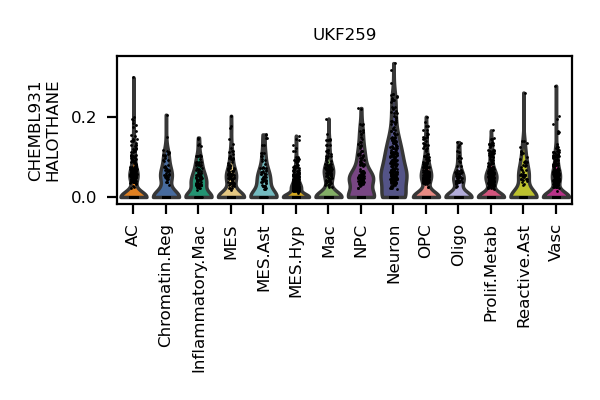 UKF259
CHEMBL931
HALOTHANE
0.2
0.0
AC
Chromatin.Reg
Inflammatory.Mac
MES
MES.Ast
MES.Hyp
Mac
NPC
Neuron
OPC
Oligo
Prolif.Metab
Reactive.Ast
Vasc